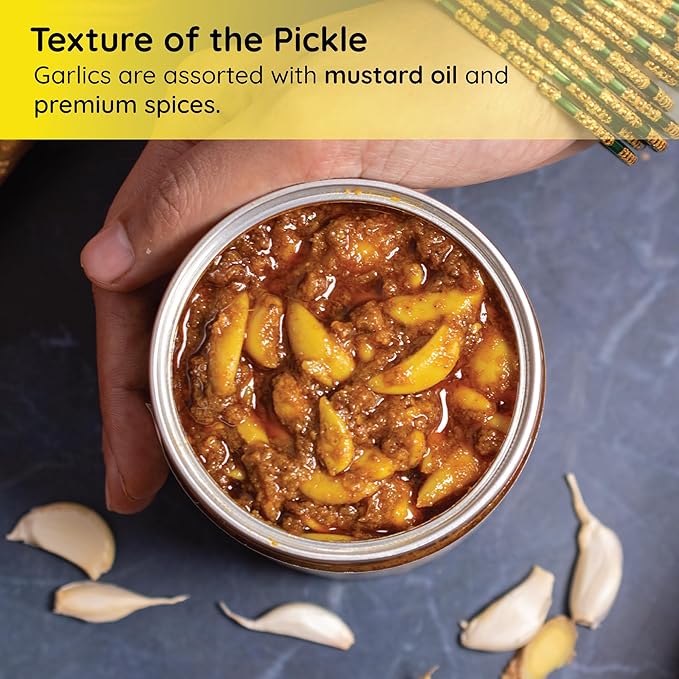 Texture of the Pickle
Garlics are assorted with mustard oil and
premium spices.